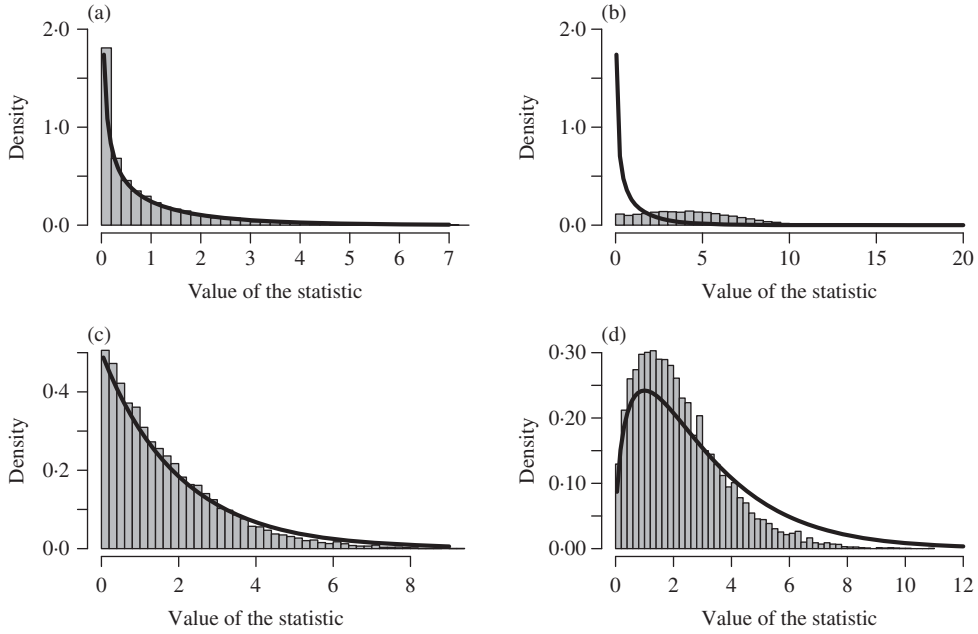 (a)
2·0
1·0
0·0
Density
0 1 2 3 4 5 6 7
Value of the statistic
(b)
2·0
1·0
0·0
Density
0 5 10 15 20
Value of the statistic
(c)
0·4
0·2
0·0
Density
0 2 4 6 8
Value of the statistic
(d)
0·30
0·20
0·10
0·00
Density
0 2 4 6 8 10 12
Value of the statistic